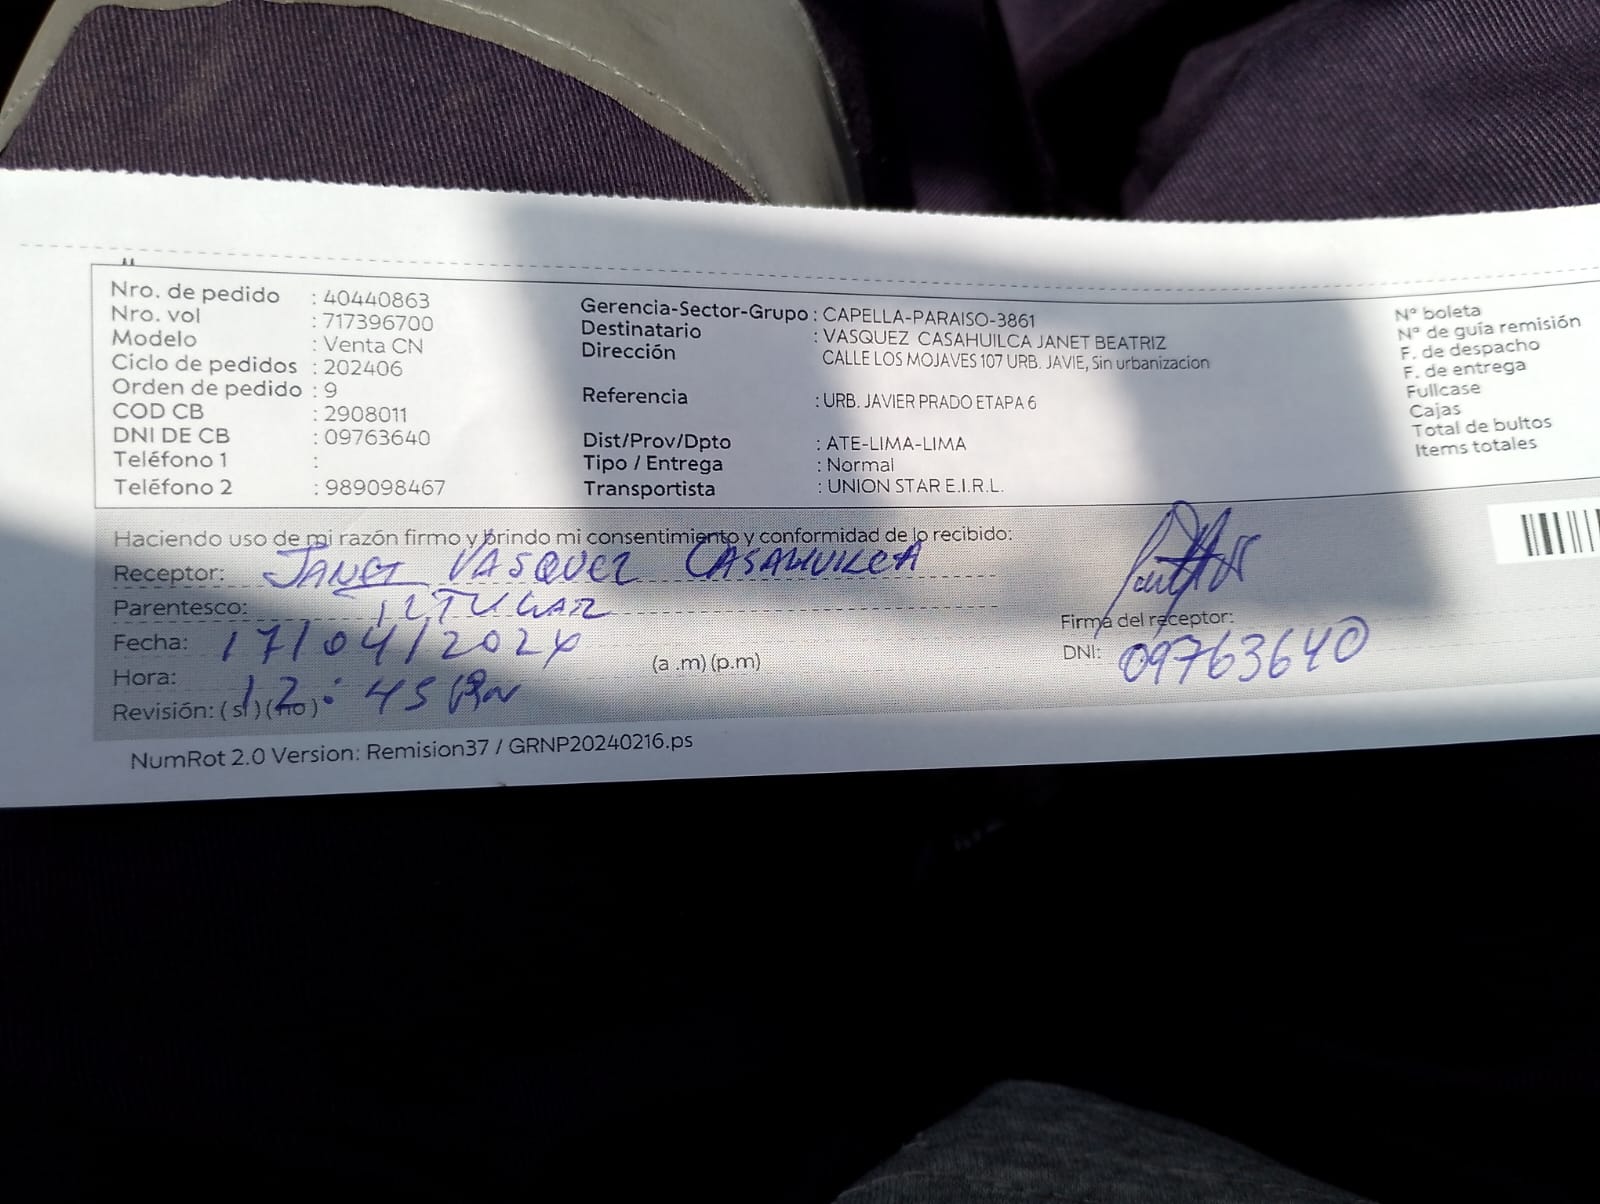 Nro. de pedido : 40440863
Nro. vol : 717396700
Modelo : Venta CN
Ciclo de pedidos : 202406
Orden de pedido : 9
COD CB : 2908011
DNI DE CB : 09763640
Teléfono 1 :
Teléfono 2 : 989098467
Gerencia-Sector-Grupo : CAPELLA-PARAISO-3861
Destinatario : VASQUEZ CASAHUILCA JANET BEATRIZ
Dirección CALLE LOS MOJAVES 107 URB. JAVIE, Sin urbanizacion
Referencia : URB. JAVIER PRADO ETAPA 6
Dist/Prov/Dpto : ATE-LIMA-LIMA
Tipo / Entrega : Normal
Transportista : UNION STAR E.I.R.L.
N° boleta
N° de guía remisión
F. de despacho
F. de entrega
Fullcase
Cajas
Total de bultos
Items totales
Haciendo uso de mi razón firmo y brindo mi consentimiento y conformidad de lo recibido:
Receptor: JANET VASQUEZ CASAHUILCA
Parentesco: TITULAR
Fecha: 17/04/2024
Hora: 12:45 Pm (a .m) (p.m)
Revisión: ( si ) ( no )
Firma del receptor:
DNI: 09763640
NumRot 2.0 Version: Remision37 / GRNP20240216.ps